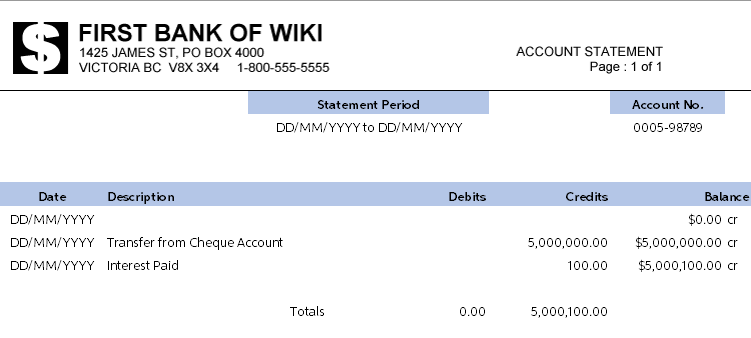 $
FIRST BANK OF WIKI
1425 JAMES ST, PO BOX 4000
VICTORIA BC V8X 3X4 1-800-555-5555
ACCOUNT STATEMENT
Page : 1 of 1
Statement Period Account No.
DD/MM/YYYY to DD/MM/YYYY 0005-98789
Date Description Debits Credits Balance
DD/MM/YYYY $0.00 cr
DD/MM/YYYY Transfer from Cheque Account 5,000,000.00 $5,000,000.00 cr
DD/MM/YYYY Interest Paid 100.00 $5,000,100.00 cr
Totals 0.00 5,000,100.00